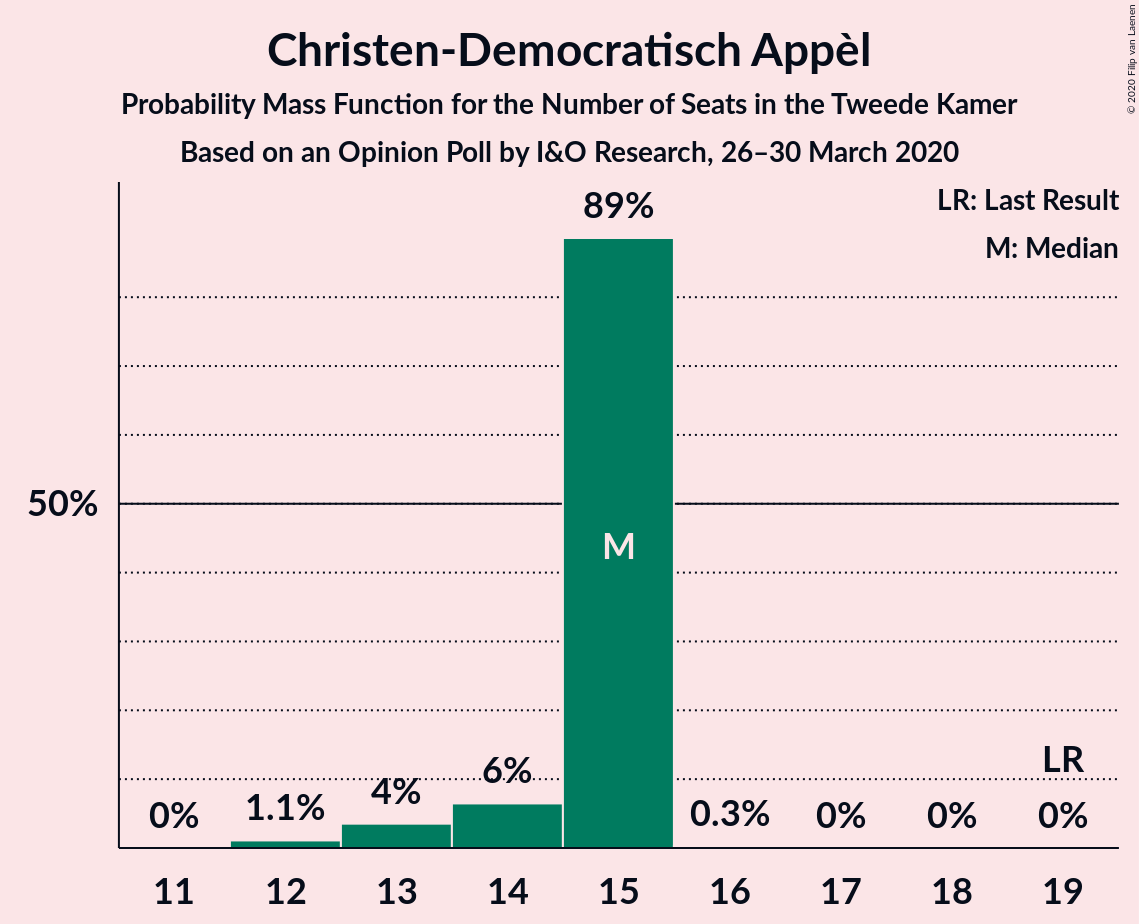 Christen-Democratisch Appèl
Probability Mass Function for the Number of Seats in the Tweede Kamer
Based on an Opinion Poll by I&O Research, 26–30 March 2020
© 2020 Filip van Laenen
LR: Last Result
M: Median
89%
50%
M
LR
0%
1.1%
4%
6%
0.3%
0%
0%
0%
11
12
13
14
15
16
17
18
19